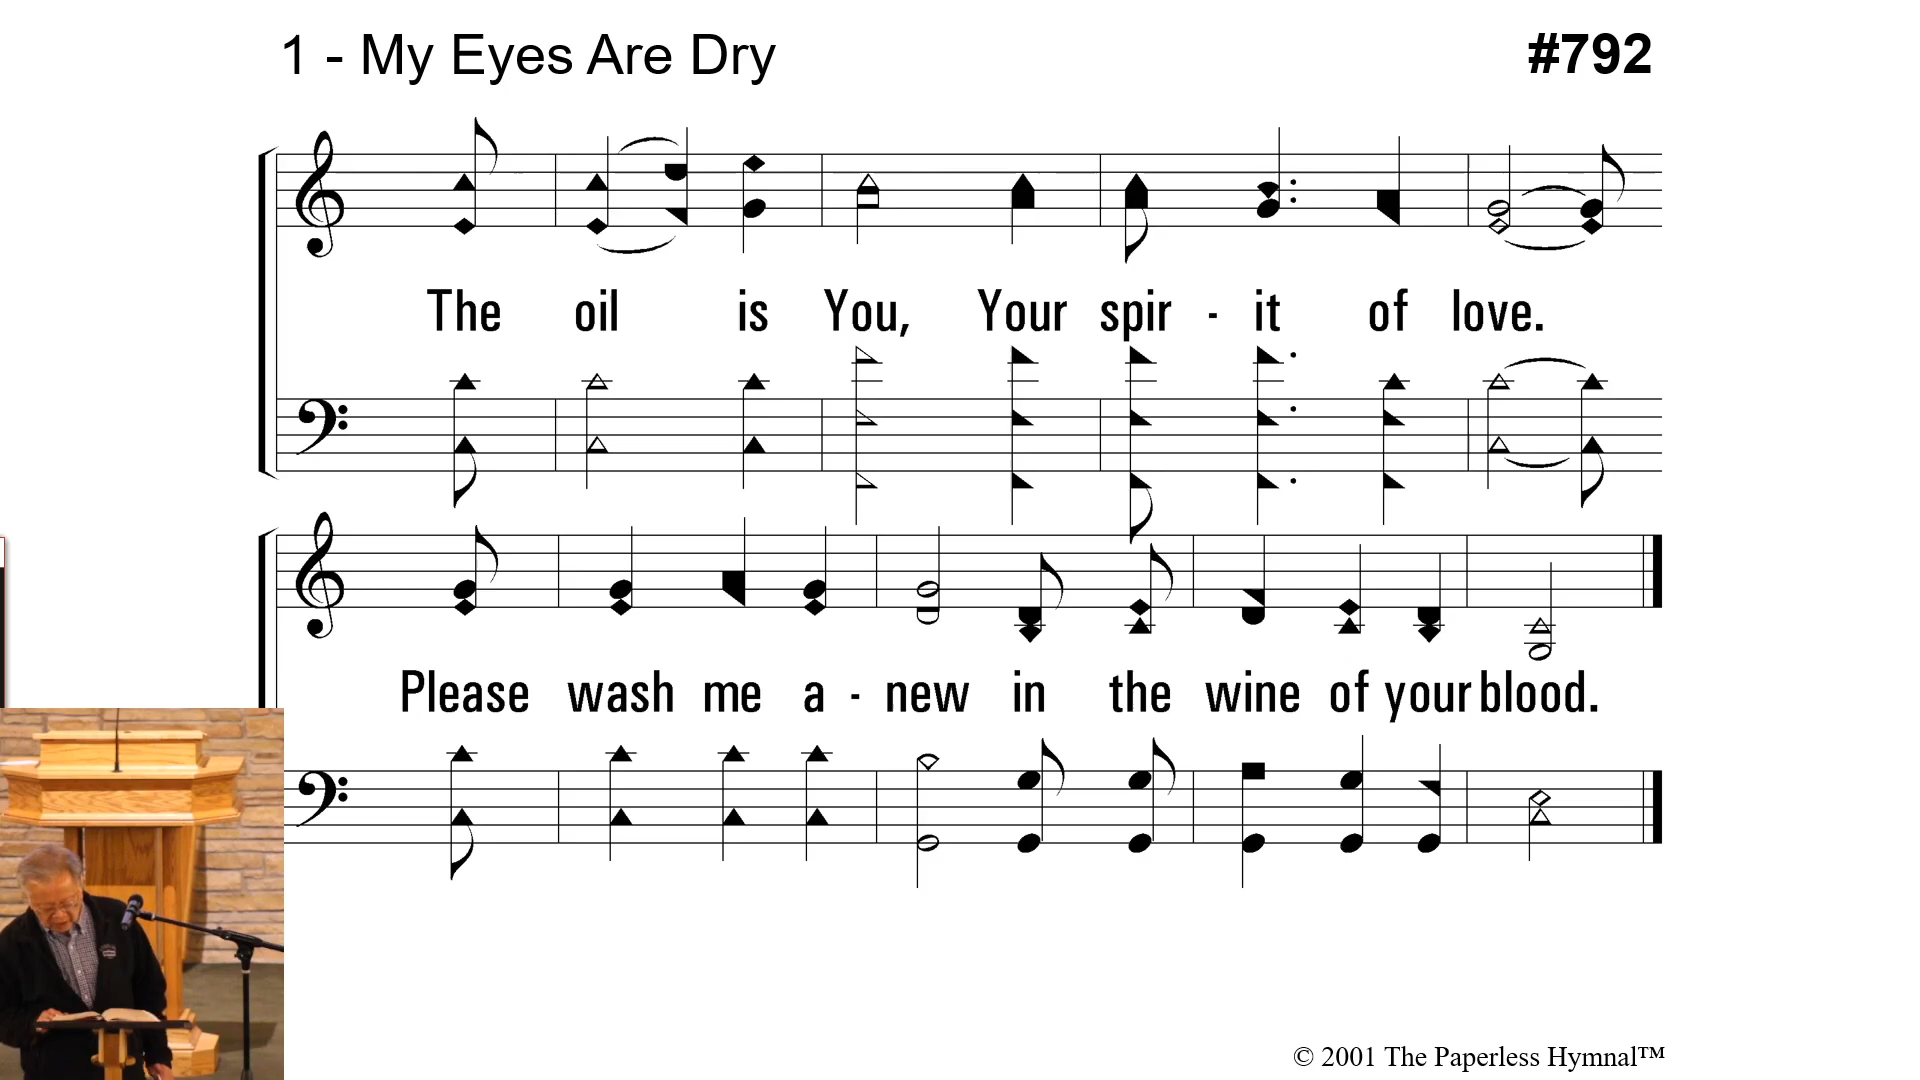 1 - My Eyes Are Dry #792
The oil is You, Your spir - it of love.
Please wash me a - new in the wine of your blood.
© 2001 The Paperless Hymnal™